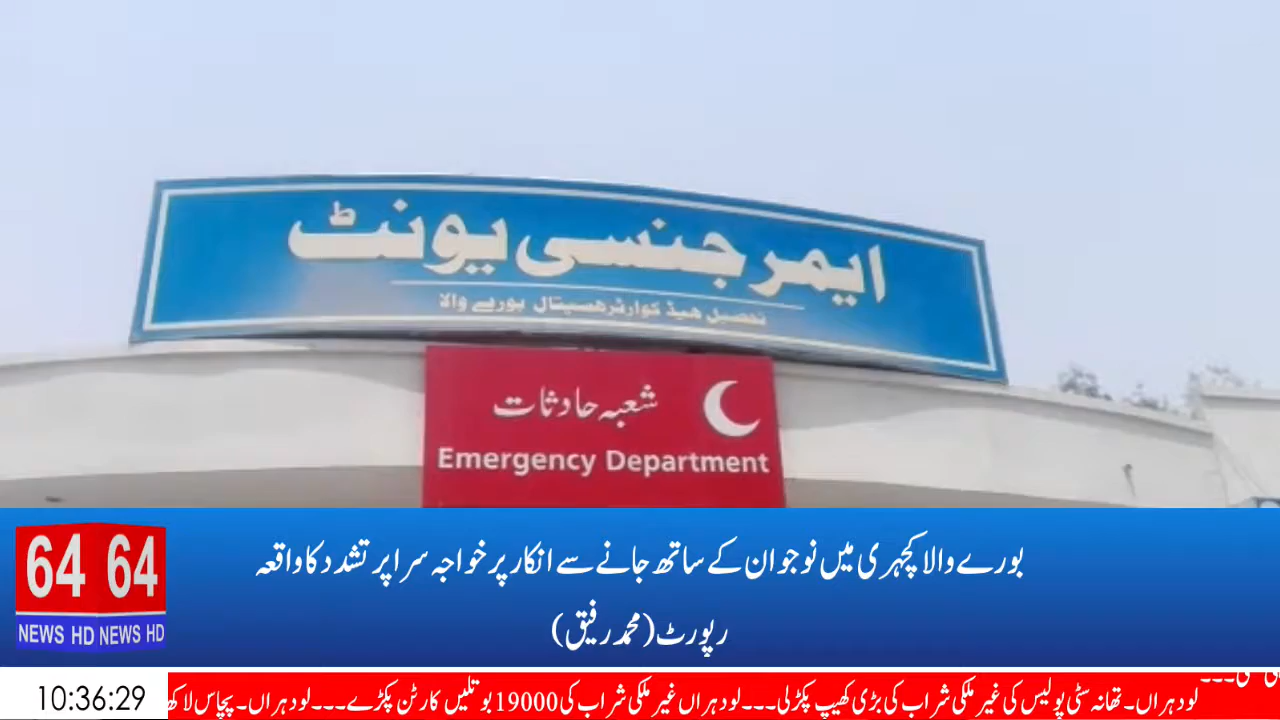 ایمرجنسی یونٹ
تحصیل ہیڈ کوارٹر ہسپتال بورے والا
شعبہ حادثات
Emergency Department
64 64
NEWS HD NEWS HD
بورے والا کچہری میں نوجوان کے ساتھ جانے سے انکار پر خواجہ سرا پر تشدد کا واقعہ
رپورٹ (محمد رفیق)
10:36:29
لودہراں۔ تھانہ سٹی پولیس کی غیر ملکی شراب کی بڑی کھیپ پکڑلی۔۔۔ لودہراں غیر ملکی شراب کی 19000 بوتلیں کارٹن پکڑے۔۔۔ لودہراں۔ پچاس لاکھ